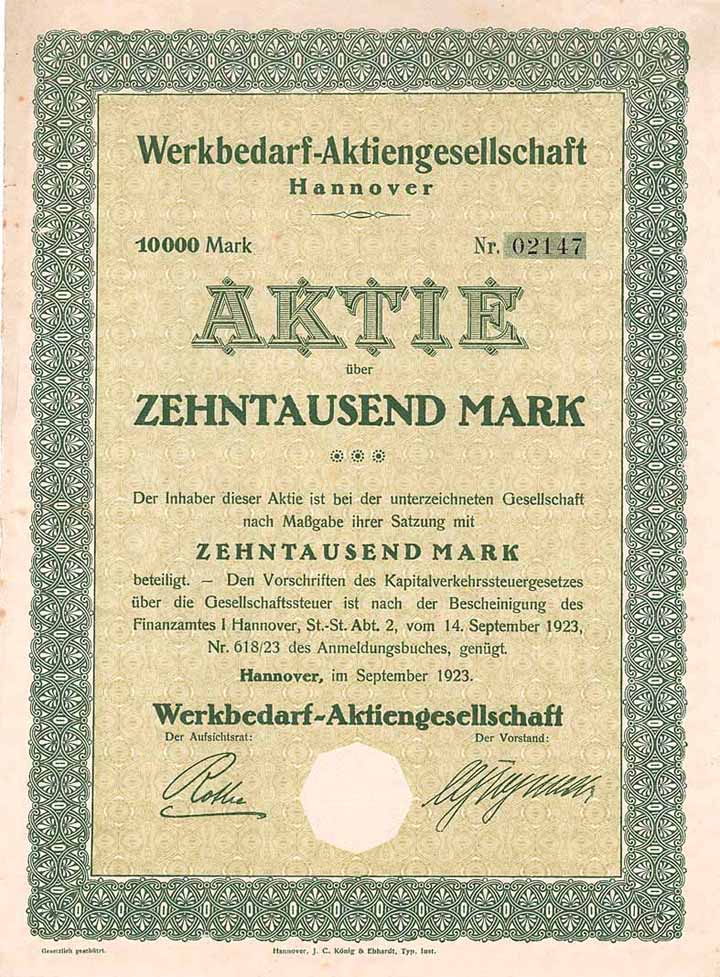 Werkbedarf-Aktiengesellschaft
Hannover
10000 Mark Nr. 02147
AKTIE
über
ZEHNTAUSEND MARK
Der Inhaber dieser Aktie ist bei der unterzeichneten Gesellschaft
nach Maßgabe ihrer Satzung mit
ZEHNTAUSEND MARK
beteiligt. — Den Vorschriften des Kapitalverkehrssteuergesetzes
über die Gesellschaftssteuer ist nach der Bescheinigung des
Finanzamtes I Hannover, St.-St. Abt. 2, vom 14. September 1923,
Nr. 618/23 des Anmeldungsbuches, genügt.
Hannover, im September 1923.
Werkbedarf-Aktiengesellschaft
Der Aufsichtsrat: Der Vorstand:
Gesetzlich geschützt. Hannover, J. C. König & Ebhardt, Typ. Inst.